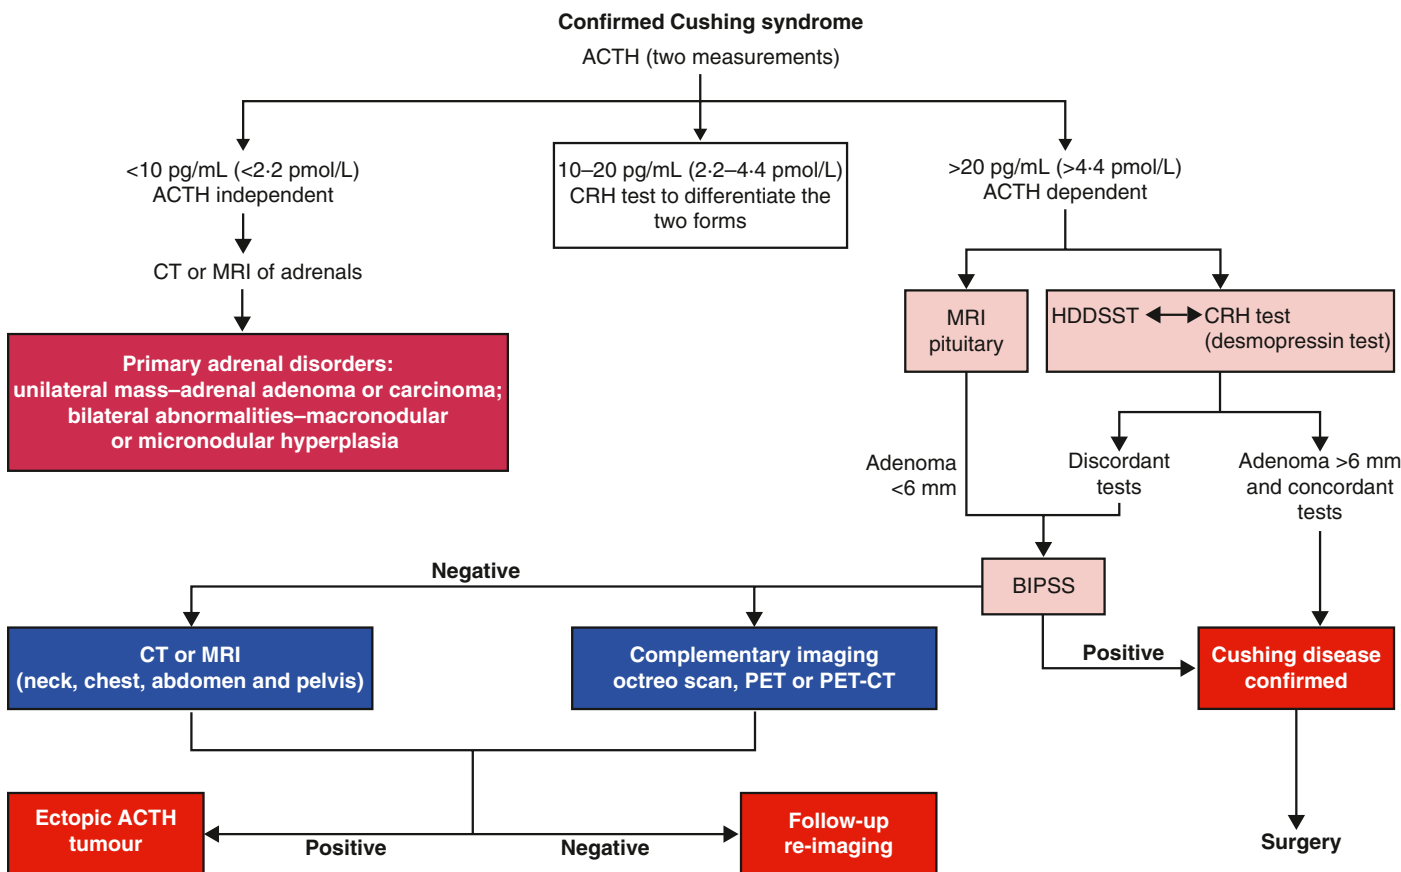 Confirmed Cushing syndrome
ACTH (two measurements)
<10 pg/mL (<2·2 pmol/L)
ACTH independent
10–20 pg/mL (2·2–4·4 pmol/L)
CRH test to differentiate the
two forms
>20 pg/mL (>4·4 pmol/L)
ACTH dependent
CT or MRI of adrenals
Primary adrenal disorders:
unilateral mass–adrenal adenoma or carcinoma;
bilateral abnormalities–macronodular
or micronodular hyperplasia
MRI
pituitary
HDDSST
CRH test
(desmopressin test)
Adenoma
<6 mm
Discordant
tests
Adenoma >6 mm
and concordant
tests
BIPSS
Negative
Positive
CT or MRI
(neck, chest, abdomen and pelvis)
Complementary imaging
octreo scan, PET or PET-CT
Cushing disease
confirmed
Ectopic ACTH
tumour
Positive
Negative
Follow-up
re-imaging
Surgery